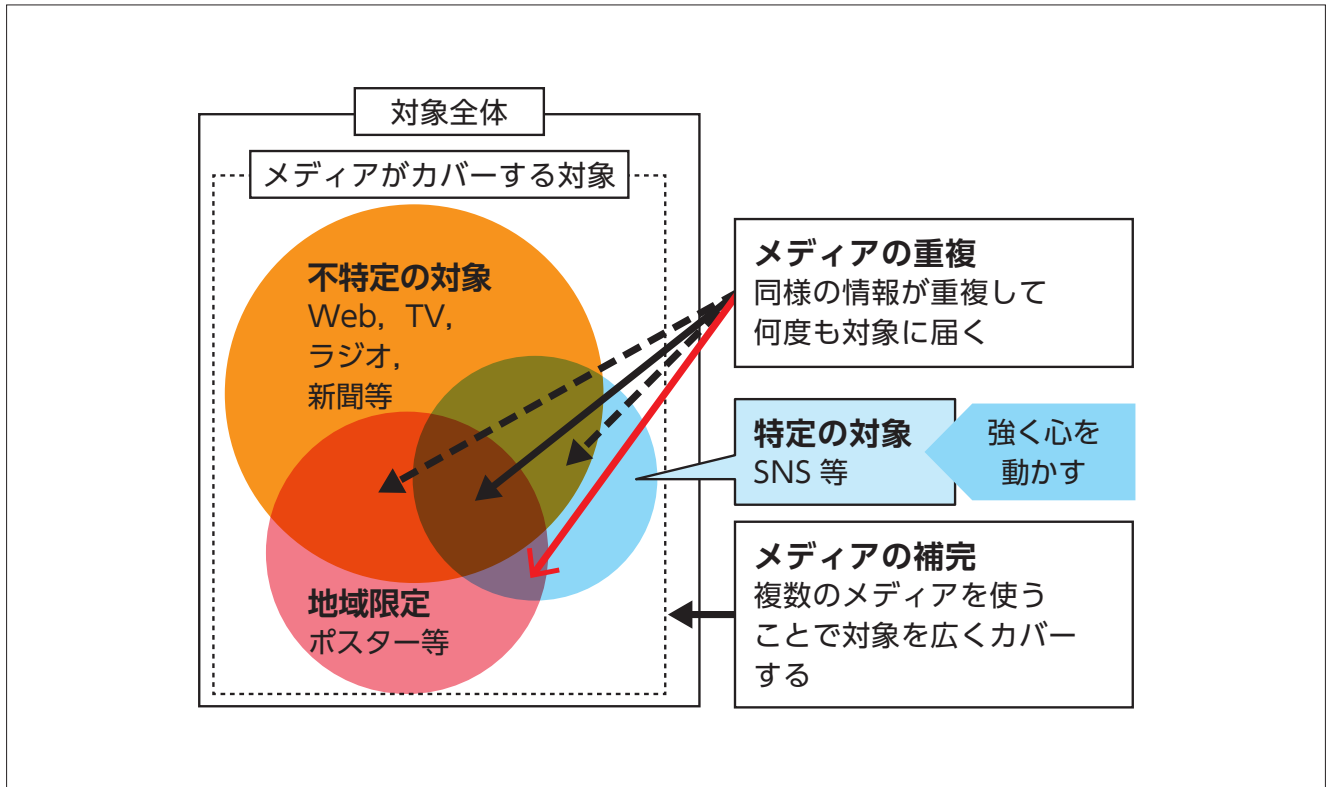 対象全体
メディアがカバーする対象
不特定の対象
Web，TV，
ラジオ，
新聞等
地域限定
ポスター等
メディアの重複
同様の情報が重複して
何度も対象に届く
特定の対象
SNS 等
強く心を
動かす
メディアの補完
複数のメディアを使う
ことで対象を広くカバー
する